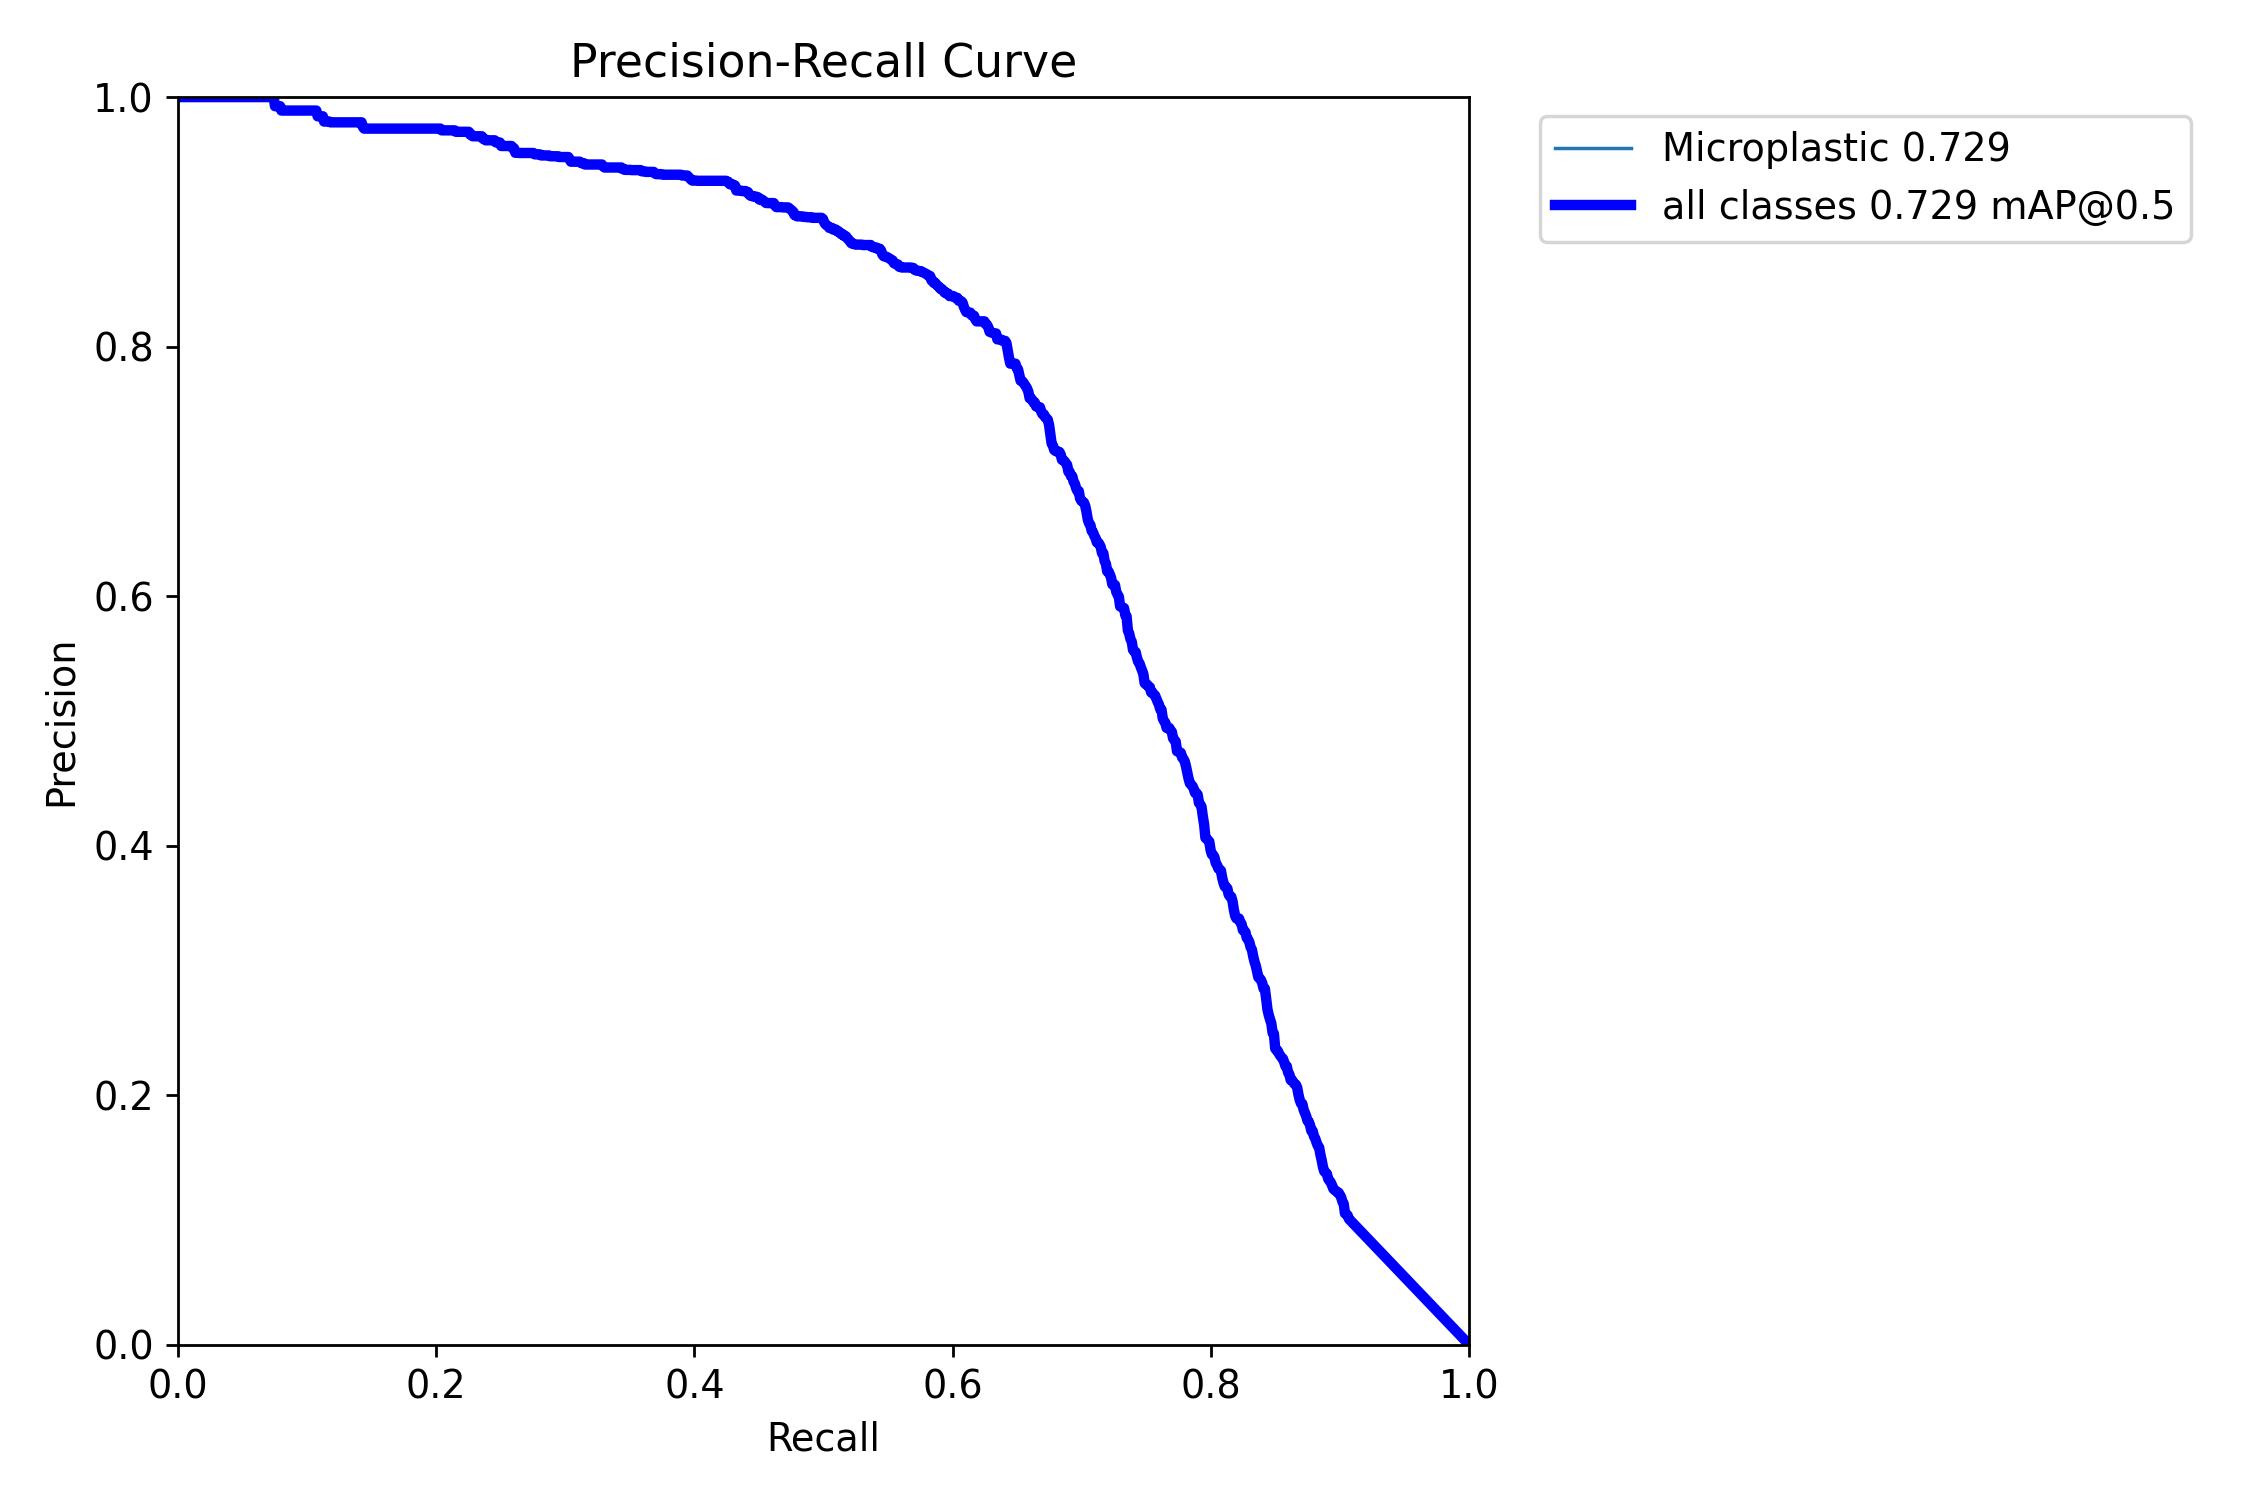 Precision-Recall Curve
1.0
0.8
0.6
0.4
0.2
0.0
Precision
0.0 0.2 0.4 0.6 0.8 1.0
Recall
Microplastic 0.729
all classes 0.729 mAP@0.5